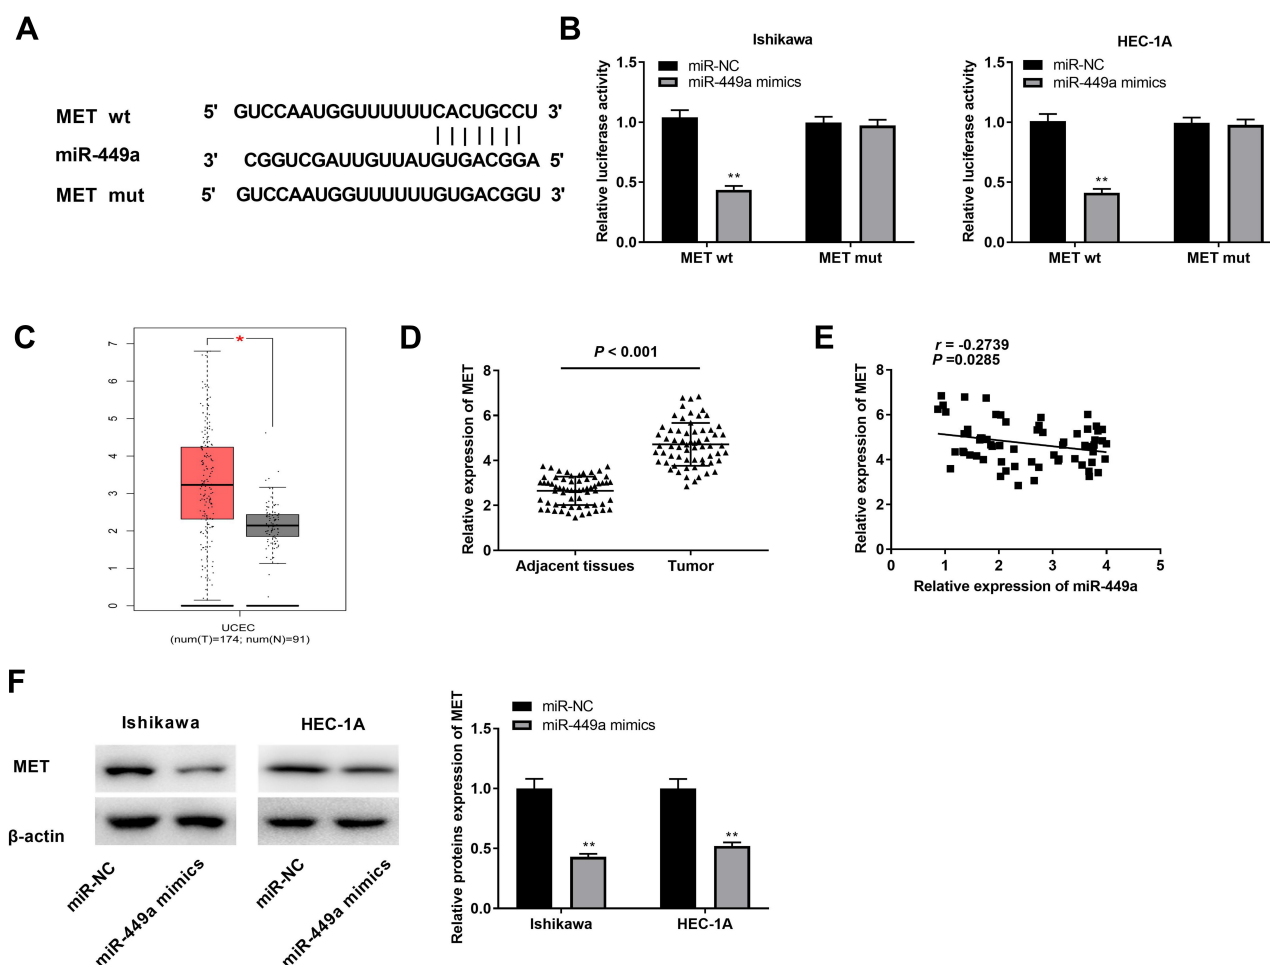 A
MET wt 5' GUCCAAUGGUUUUUUCACUGCCU 3'
miR-449a 3' CGGUCGAUUGUUAUGUGACGGA 5'
MET mut 5' GUCCAAUGGUUUUUUGUGACGGU 3'
B
Ishikawa
miR-NC
miR-449a mimics
Relative luciferase activity
1.5
1.0
0.5
0.0
**
MET wt MET mut
HEC-1A
miR-NC
miR-449a mimics
Relative luciferase activity
1.5
1.0
0.5
0.0
**
MET wt MET mut
C
*
7
6
5
4
3
2
1
0
UCEC
(num(T)=174; num(N)=91)
D
P < 0.001
Relative expression of MET
8
6
4
2
0
Adjacent tissues Tumor
E
r = -0.2739
P =0.0285
Relative expression of MET
8
6
4
2
0
0 1 2 3 4 5
Relative expression of miR-449a
F
Ishikawa HEC-1A
MET
β-actin
miR-NC
miR-449a mimics
miR-NC
miR-449a mimics
miR-NC
miR-449a mimics
Relative proteins expression of MET
1.5
1.0
0.5
0.0
**
**
Ishikawa HEC-1A